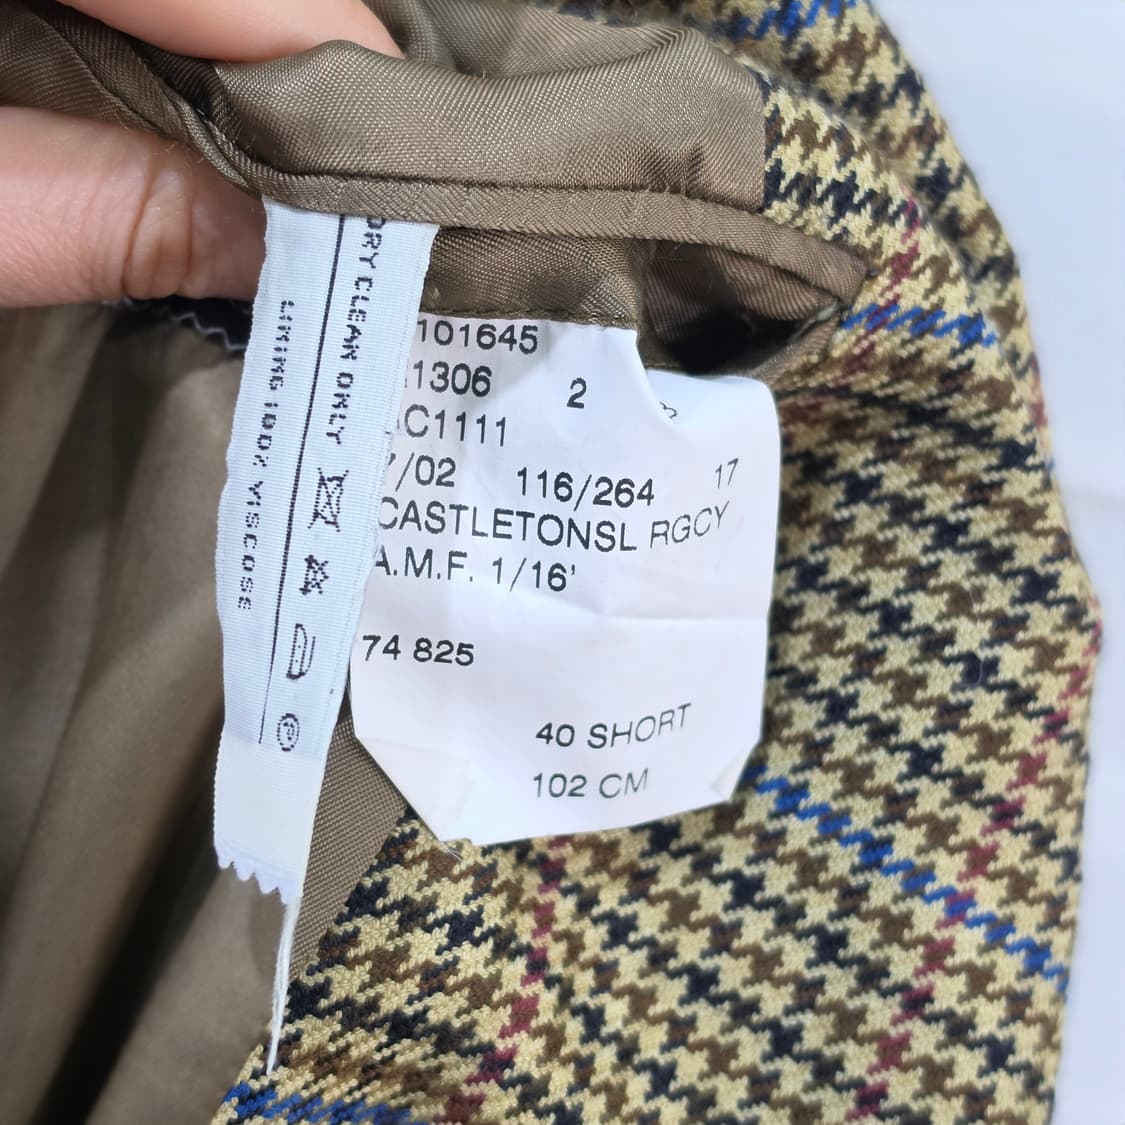 DRY CLEAN ONLY
LINING 100% VISCOSE
101645
1306 2
C1111
/02 116/264 17
CASTLETONSL RGCY
A.M.F. 1/16'
74 825
40 SHORT
102 CM